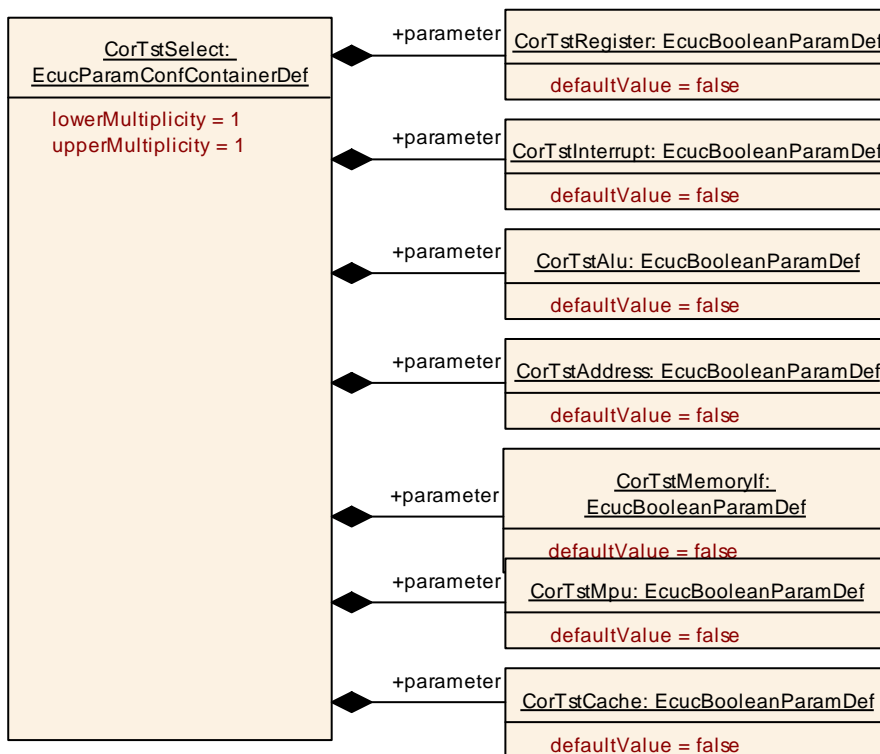 CorTstSelect:
EcucParamConfContainerDef
lowerMultiplicity = 1
upperMultiplicity = 1
+parameter
CorTstRegister: EcucBooleanParamDef
defaultValue = false
+parameter
CorTstInterrupt: EcucBooleanParamDef
defaultValue = false
+parameter
CorTstAlu: EcucBooleanParamDef
defaultValue = false
+parameter
CorTstAddress: EcucBooleanParamDef
defaultValue = false
+parameter
CorTstMemoryIf:
EcucBooleanParamDef
defaultValue = false
+parameter
CorTstMpu: EcucBooleanParamDef
defaultValue = false
+parameter
CorTstCache: EcucBooleanParamDef
defaultValue = false